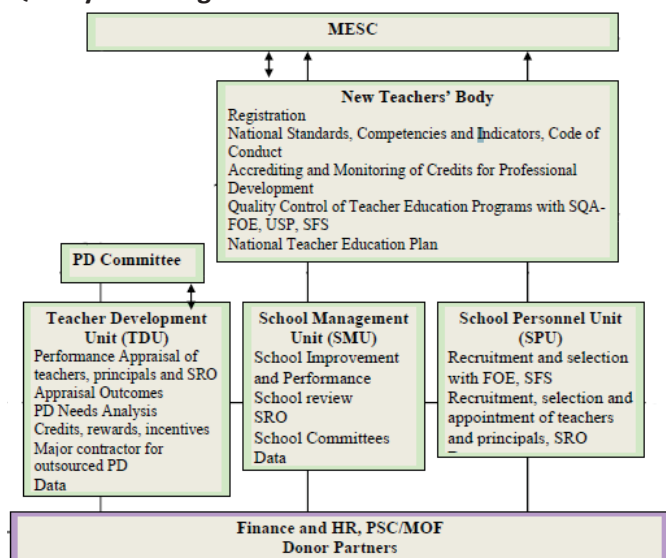 MESC
New Teachers' Body
Registration
National Standards, Competencies and Indicators, Code of
Conduct
Accrediting and Monitoring of Credits for Professional
Development
Quality Control of Teacher Education Programs with SQA-
FOE, USP, SFS
National Teacher Education Plan
PD Committee
Teacher Development
Unit (TDU)
Performance Appraisal of
teachers, principals and SRO
Appraisal Outcomes
PD Needs Analysis
Credits, rewards, incentives
Major contractor for
outsourced PD
Data
School Management
Unit (SMU)
School Improvement
and Performance
School review
SRO
School Committees
Data
School Personnel Unit
(SPU)
Recruitment and selection
with FOE, SFS
Recruitment, selection and
appointment of teachers
and principals, SRO
Finance and HR, PSC/MOF
Donor Partners